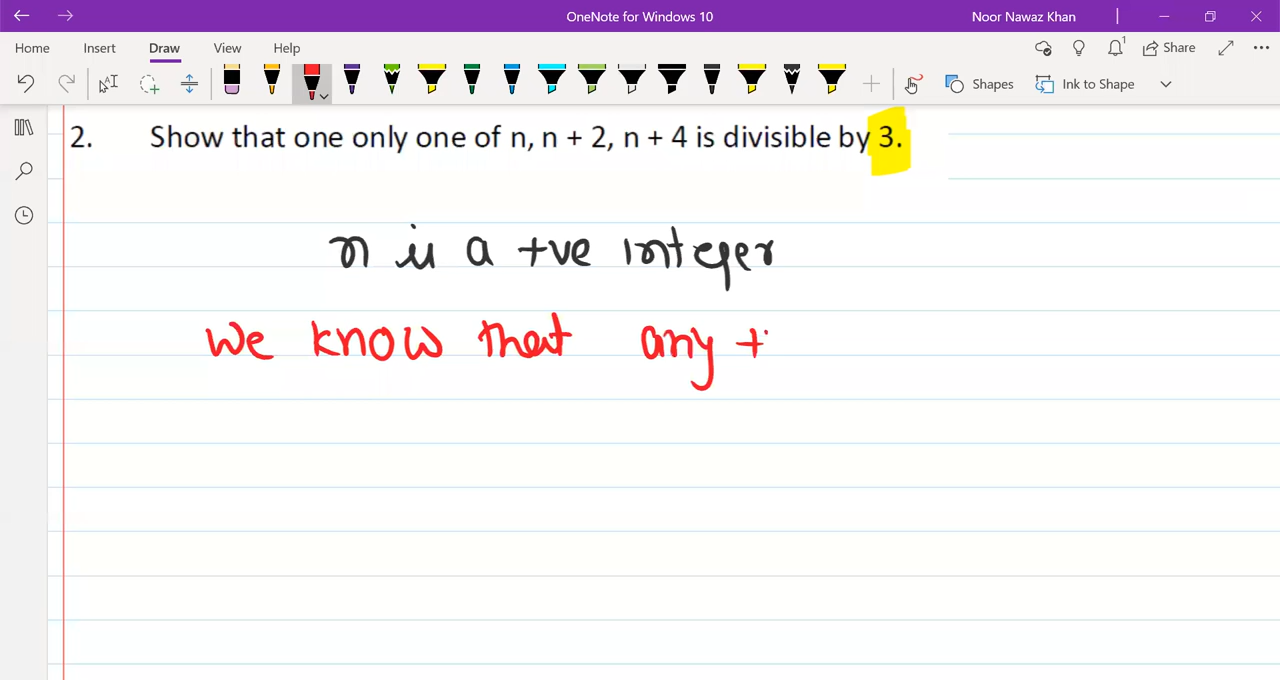 OneNote for Windows 10
Noor Nawaz Khan
Home Insert Draw View Help
1
Share
Shapes
Ink to Shape
2. Show that one only one of n, n + 2, n + 4 is divisible by 3.
n is a +ve integer
We know that any +